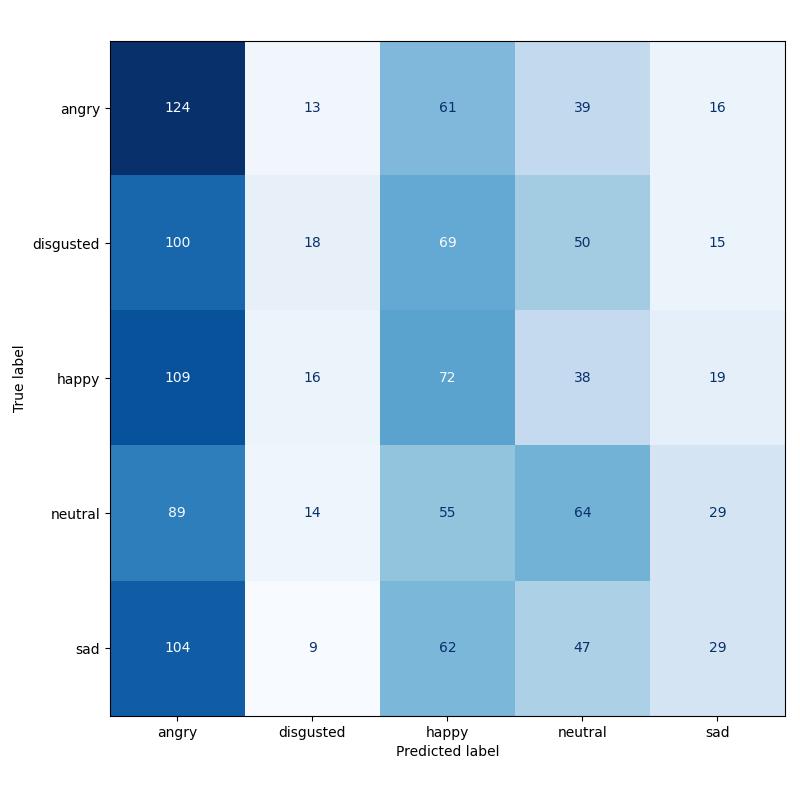 angry 124 13 61 39 16
disgusted 100 18 69 50 15
happy 109 16 72 38 19
neutral 89 14 55 64 29
sad 104 9 62 47 29
True label
angry disgusted happy neutral sad
Predicted label